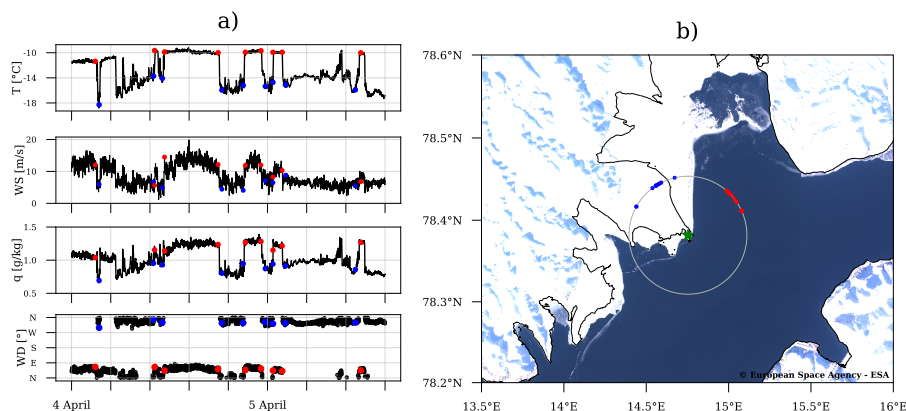 a)
b)
T [°C]
-10
-14
-18
WS [m/s]
20
10
0
q [g/kg]
1.5
1.0
0.5
WD [°]
N
W
S
E
N
4 April
5 April
78.6°N
78.5°N
78.4°N
78.3°N
78.2°N
13.5°E
14°E
14.5°E
15°E
15.5°E
16°E
© European Space Agency - ESA